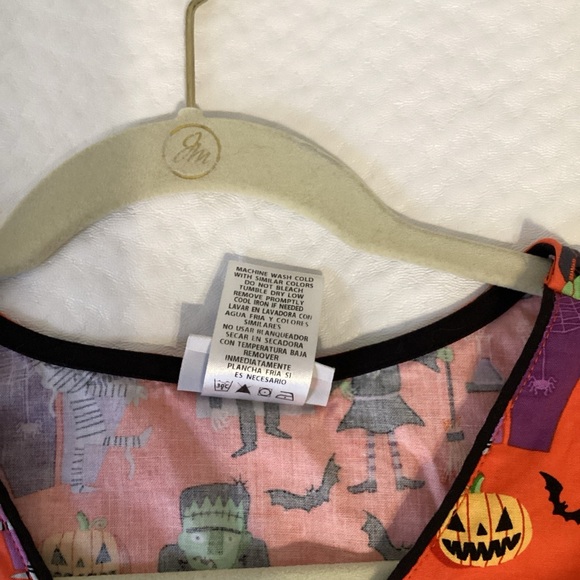 JM
MACHINE WASH COLD
WITH SIMILAR COLORS
DO NOT BLEACH
TUMBLE DRY LOW
REMOVE PROMPTLY
COOL IRON IF NEEDED
LAVAR EN LAVADORA CON
AGUA FRIA Y COLORES
SIMILARES
NO USAR BLANQUEADOR
SECAR EN SECADORA
CON TEMPERATURA BAJA
REMOVER
INMEDIATAMENTE
PLANCHA FRIA SI
ES NECESARIO